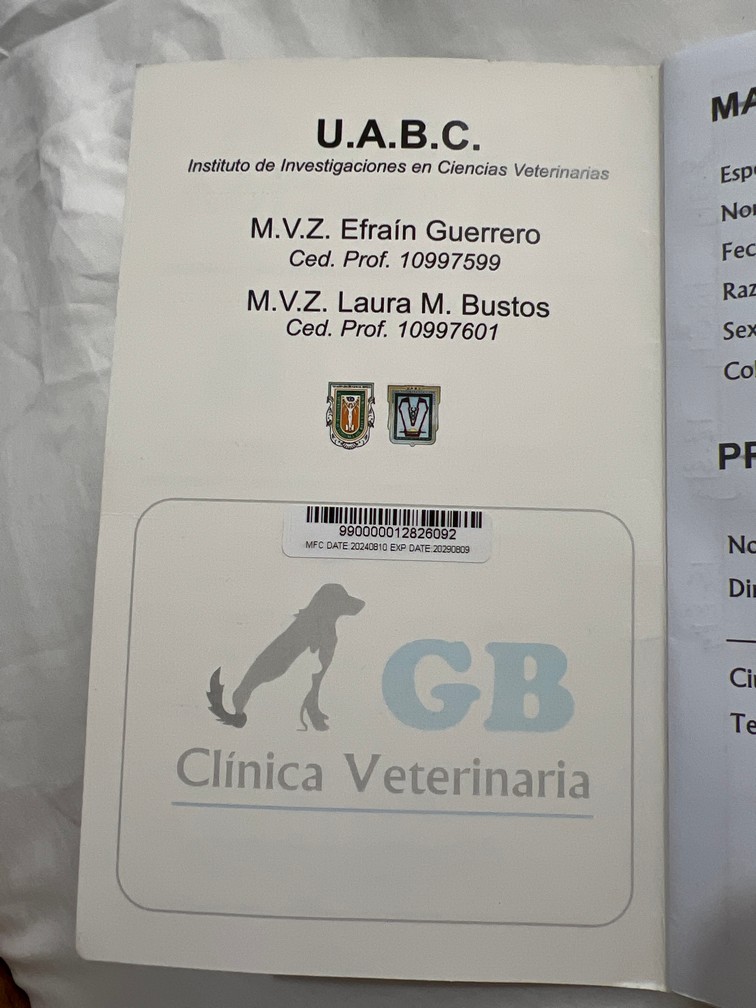 U.A.B.C.
Instituto de Investigaciones en Ciencias Veterinarias
M.V.Z. Efraín Guerrero
Ced. Prof. 10997599
M.V.Z. Laura M. Bustos
Ced. Prof. 10997601
990000012826092
MFC DATE:20240810 EXP DATE:20290809
GB
Clínica Veterinaria